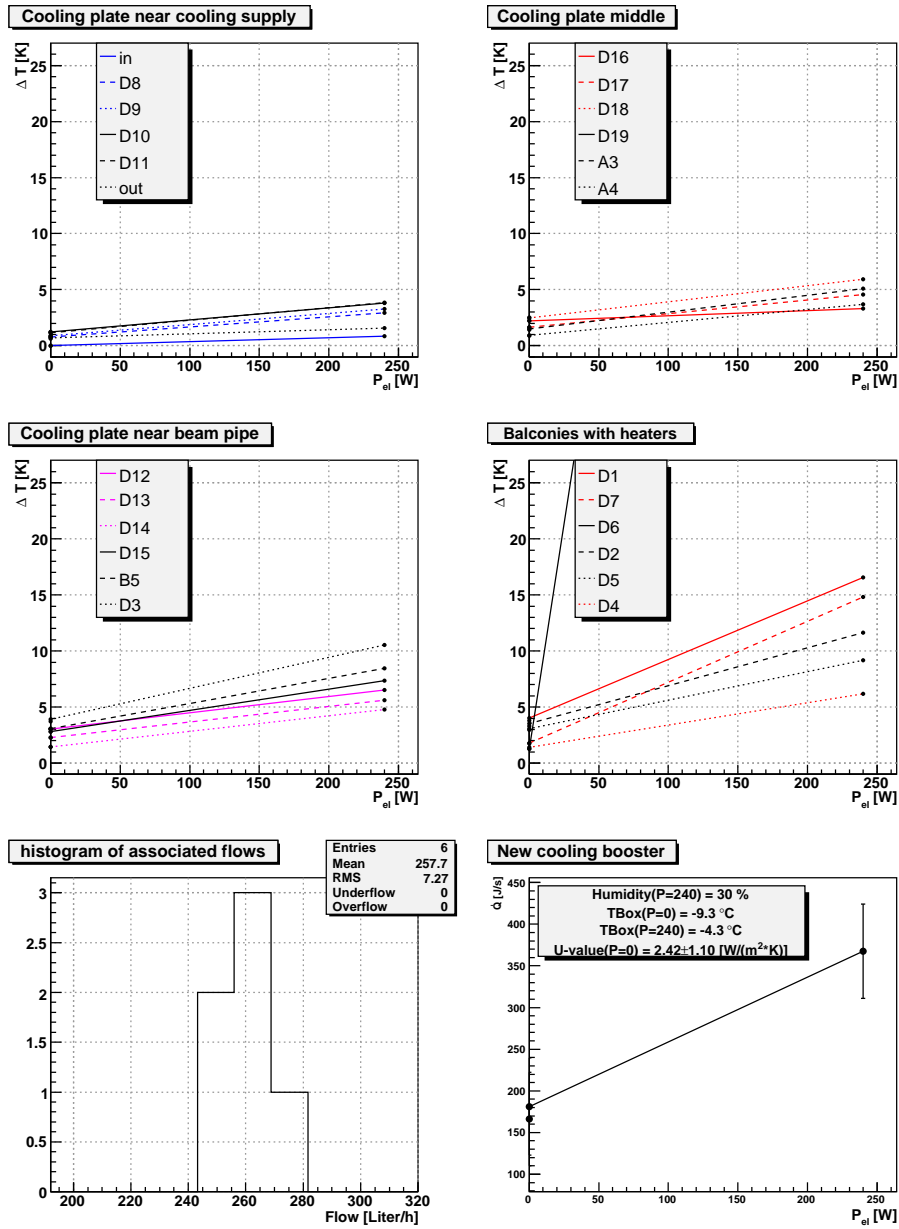 Cooling plate near cooling supply
Δ T [K]
25
20
15
10
5
0
in
D8
D9
D10
D11
out
0 50 100 150 200 250
P_el [W]
Cooling plate middle
Δ T [K]
25
20
15
10
5
0
D16
D17
D18
D19
A3
A4
0 50 100 150 200 250
P_el [W]
Cooling plate near beam pipe
Δ T [K]
25
20
15
10
5
0
D12
D13
D14
D15
B5
D3
0 50 100 150 200 250
P_el [W]
Balconies with heaters
Δ T [K]
25
20
15
10
5
0
D1
D7
D6
D2
D5
D4
0 50 100 150 200 250
P_el [W]
histogram of associated flows
Entries 6
Mean 257.7
RMS 7.27
Underflow 0
Overflow 0
3
2.5
2
1.5
1
0.5
0
200 220 240 260 280 300 320
Flow [Liter/h]
New cooling booster
Q̇ [J/s]
450
400
350
300
250
200
150
100
Humidity(P=240) = 30 %
TBox(P=0) = -9.3 °C
TBox(P=240) = -4.3 °C
U-value(P=0) = 2.42±1.10 [W/(m²*K)]
0 50 100 150 200 250
P_el [W]